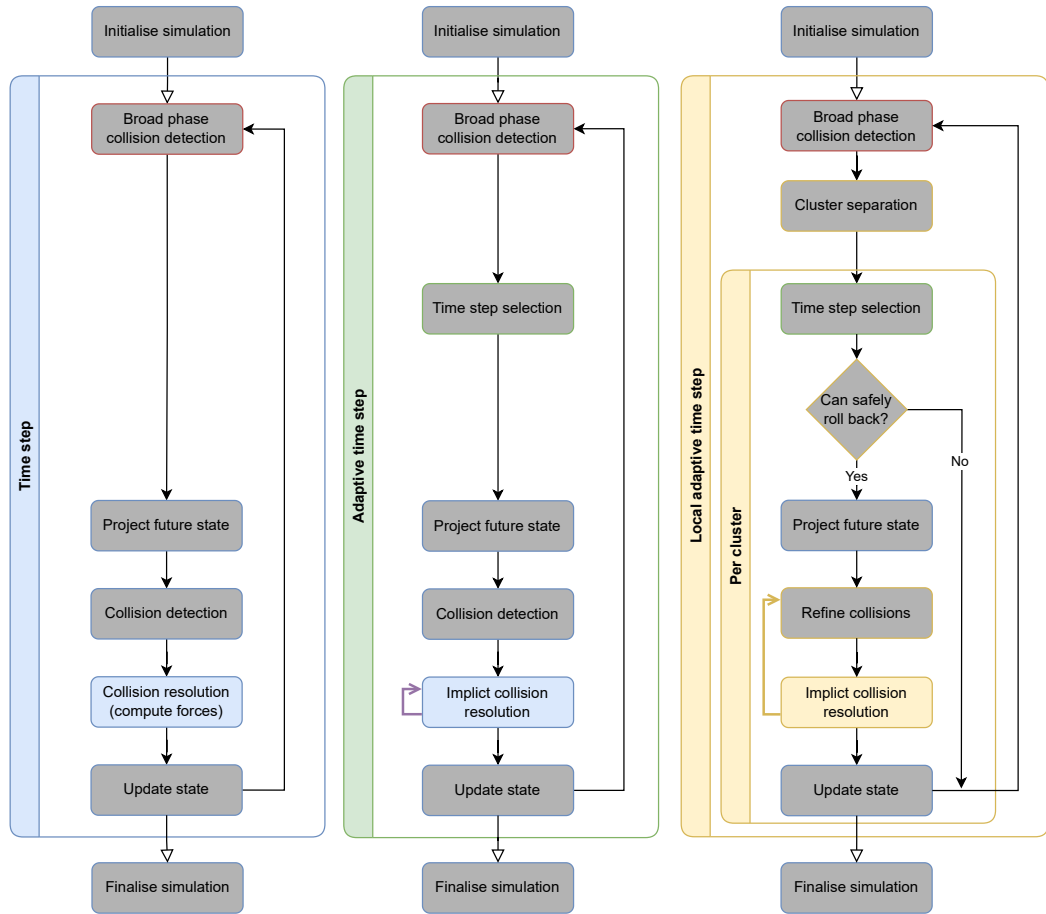 Initialise simulation
Time step
Broad phase
collision detection
Project future state
Collision detection
Collision resolution
(compute forces)
Update state
Finalise simulation
Initialise simulation
Adaptive time step
Broad phase
collision detection
Time step selection
Project future state
Collision detection
Implict collision
resolution
Update state
Finalise simulation
Initialise simulation
Local adaptive time step
Broad phase
collision detection
Cluster separation
Per cluster
Time step selection
Can safely
roll back?
No
Yes
Project future state
Refine collisions
Implict collision
resolution
Update state
Finalise simulation